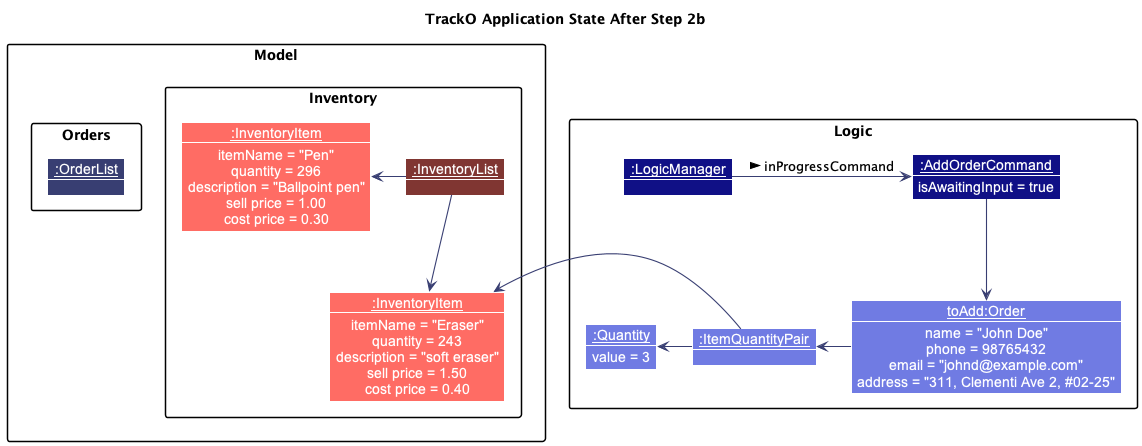 TrackO Application State After Step 2b
Model
Orders
:OrderList
Inventory
:InventoryItem
itemName = "Pen"
quantity = 296
description = "Ballpoint pen"
sell price = 1.00
cost price = 0.30
:InventoryList
:InventoryItem
itemName = "Eraser"
quantity = 243
description = "soft eraser"
sell price = 1.50
cost price = 0.40
Logic
:LogicManager
inProgressCommand
:AddOrderCommand
isAwaitingInput = true
:Quantity
value = 3
:ItemQuantityPair
toAdd:Order
name = "John Doe"
phone = 98765432
email = "johnd@example.com"
address = "311, Clementi Ave 2, #02-25"